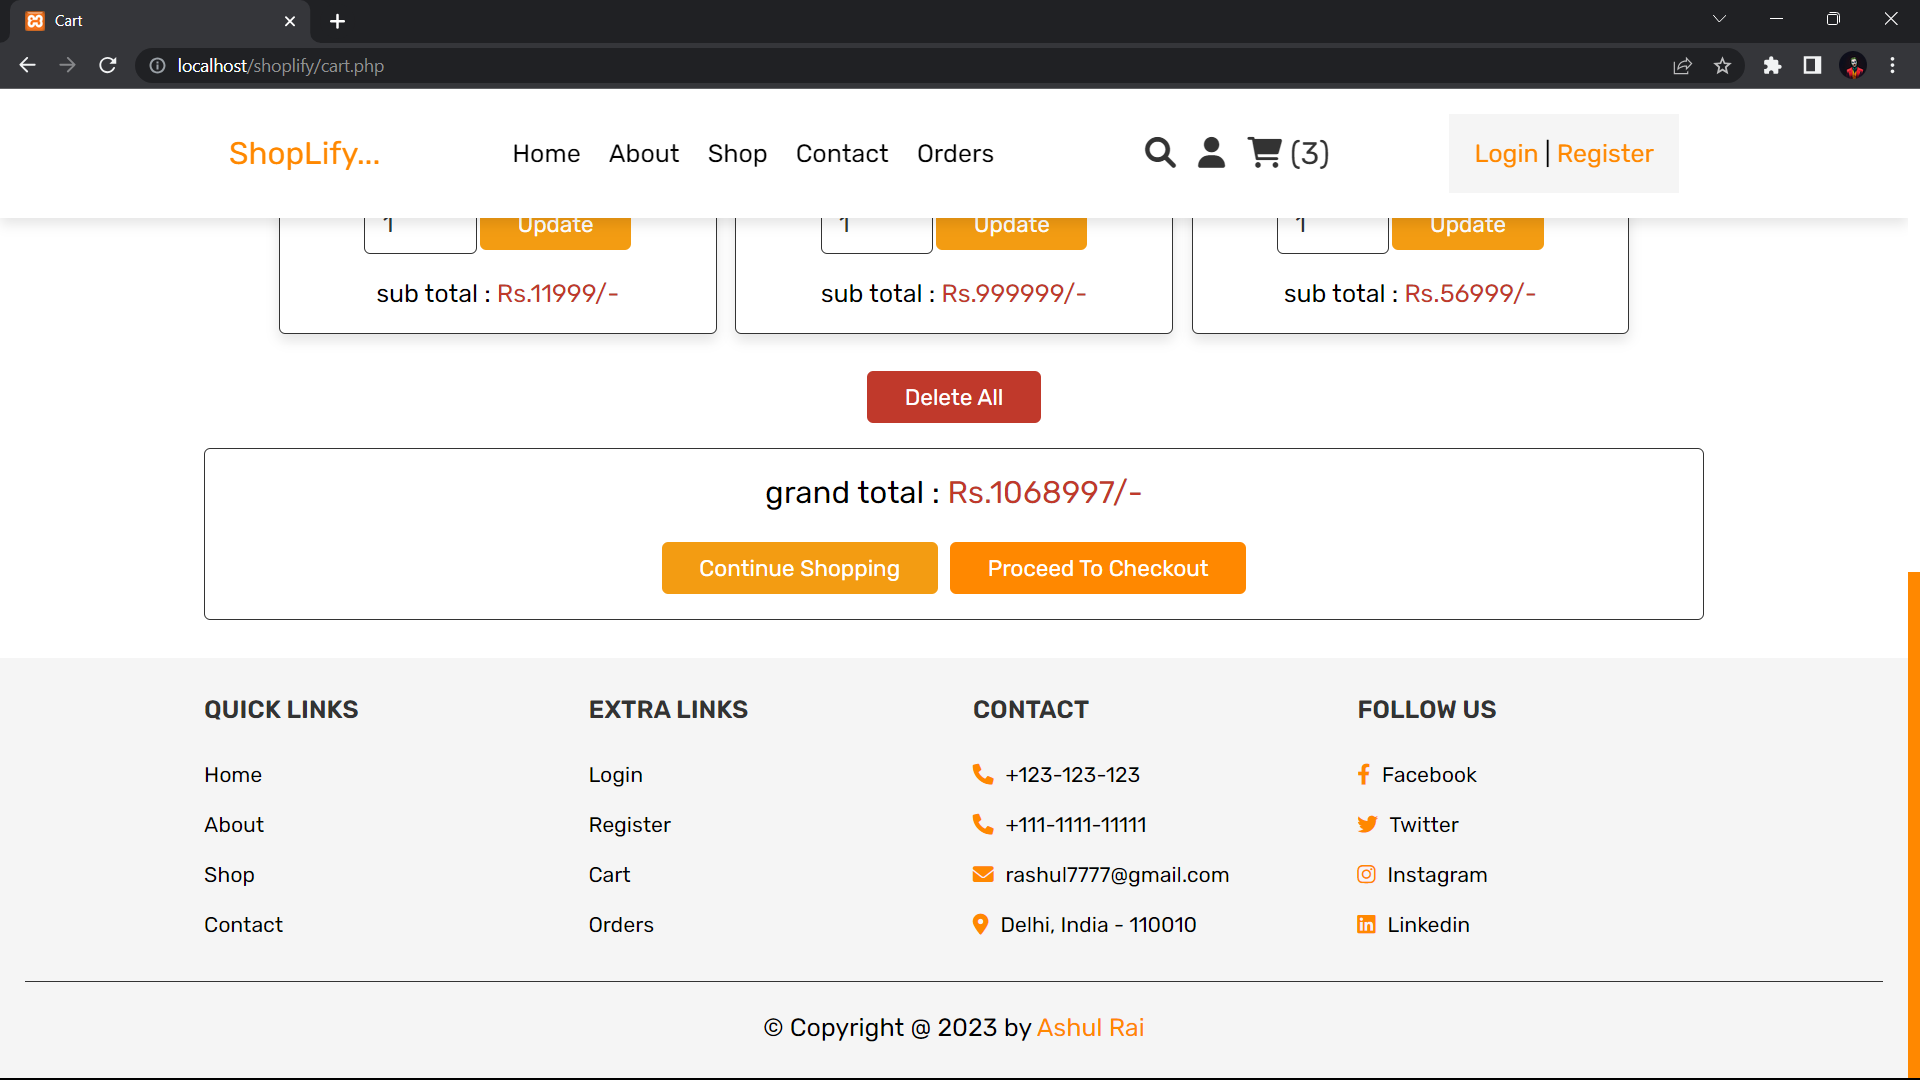 Cart
localhost/shoplify/cart.php
ShopLify... Home About Shop Contact Orders (3) Login | Register
1 Update 1 Update 1 Update
sub total : Rs.11999/- sub total : Rs.999999/- sub total : Rs.56999/-
Delete All
grand total : Rs.1068997/-
Continue Shopping Proceed To Checkout
QUICK LINKS EXTRA LINKS CONTACT FOLLOW US
Home Login +123-123-123 Facebook
About Register +111-1111-11111 Twitter
Shop Cart rashul7777@gmail.com Instagram
Contact Orders Delhi, India - 110010 Linkedin
© Copyright @ 2023 by Ashul Rai